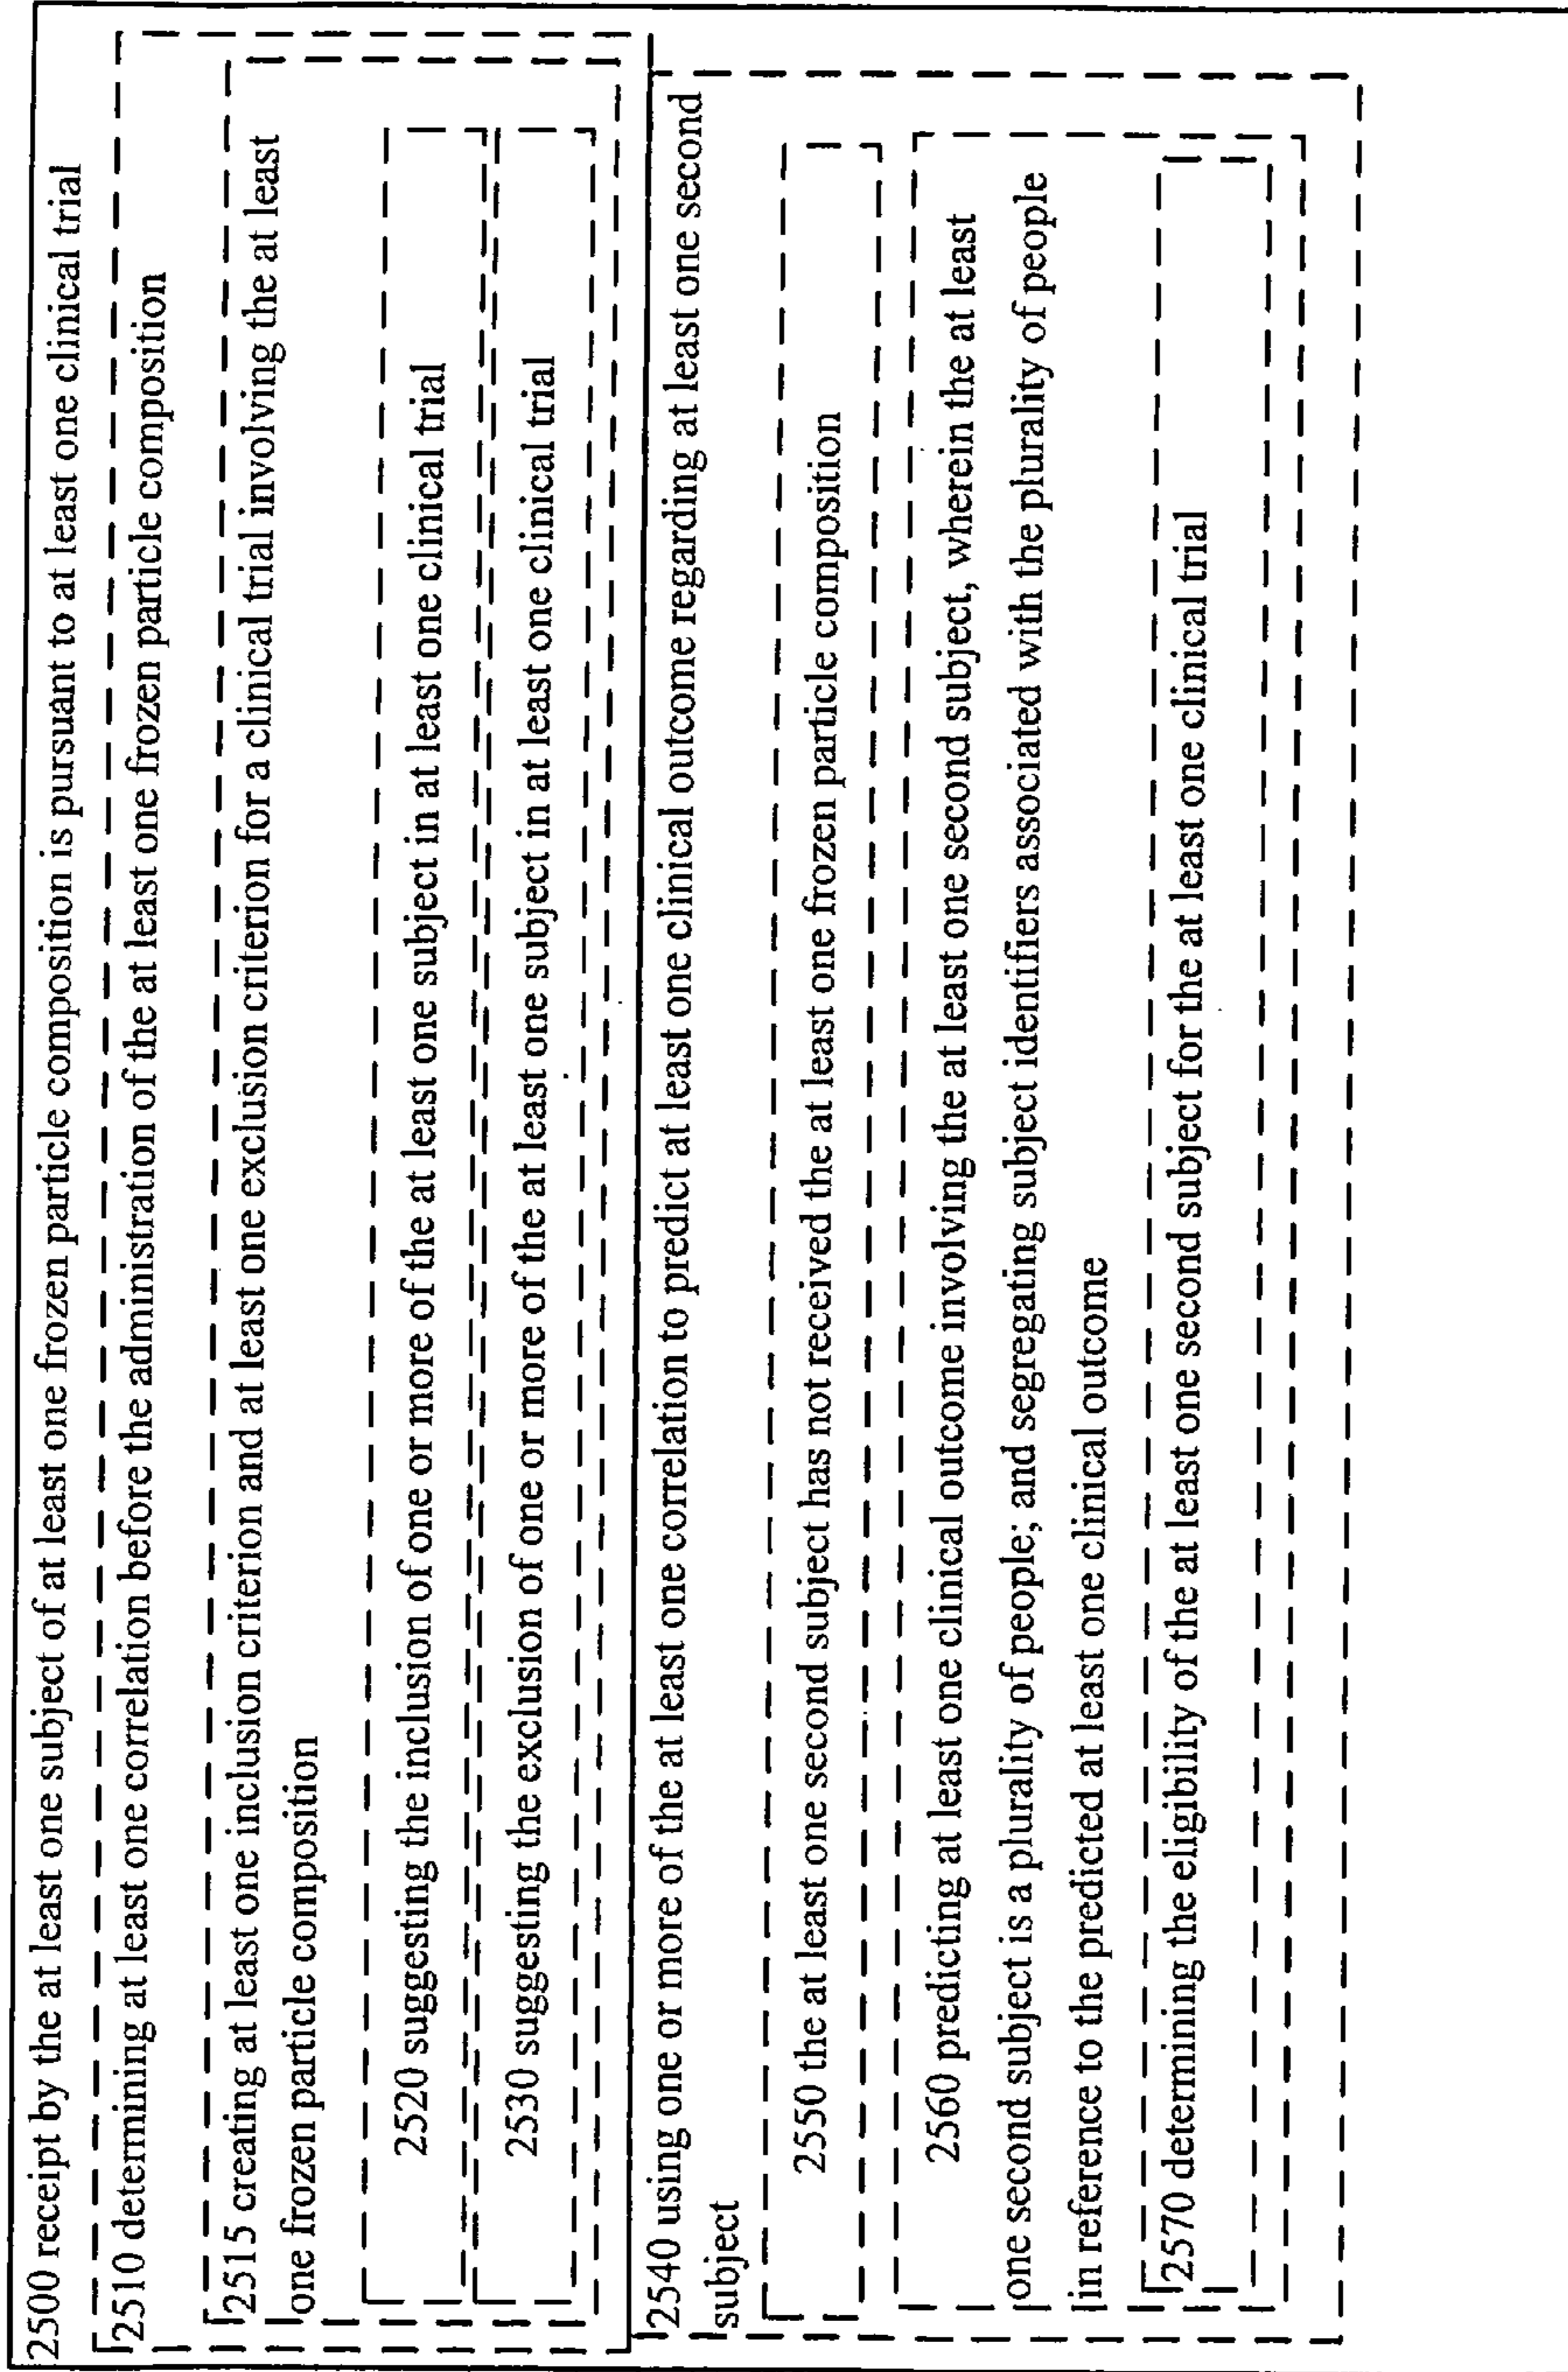 2500 receipt by the at least one subject of at least one frozen particle composition is pursuant to at least one clinical trial
2510 determining at least one correlation before the administration of the at least one frozen particle composition
2515 creating at least one inclusion criterion and at least one exclusion criterion for a clinical trial involving the at least
one frozen particle composition
2520 suggesting the inclusion of one or more of the at least one subject in at least one clinical trial
2530 suggesting the exclusion of one or more of the at least one subject in at least one clinical trial
2540 using one or more of the at least one correlation to predict at least one clinical outcome regarding at least one second
subject
2550 the at least one second subject has not received the at least one frozen particle composition
2560 predicting at least one clinical outcome involving the at least one second subject, wherein the at least
one second subject is a plurality of people; and segregating subject identifiers associated with the plurality of people
in reference to the predicted at least one clinical outcome
2570 determining the eligibility of the at least one second subject for the at least one clinical trial